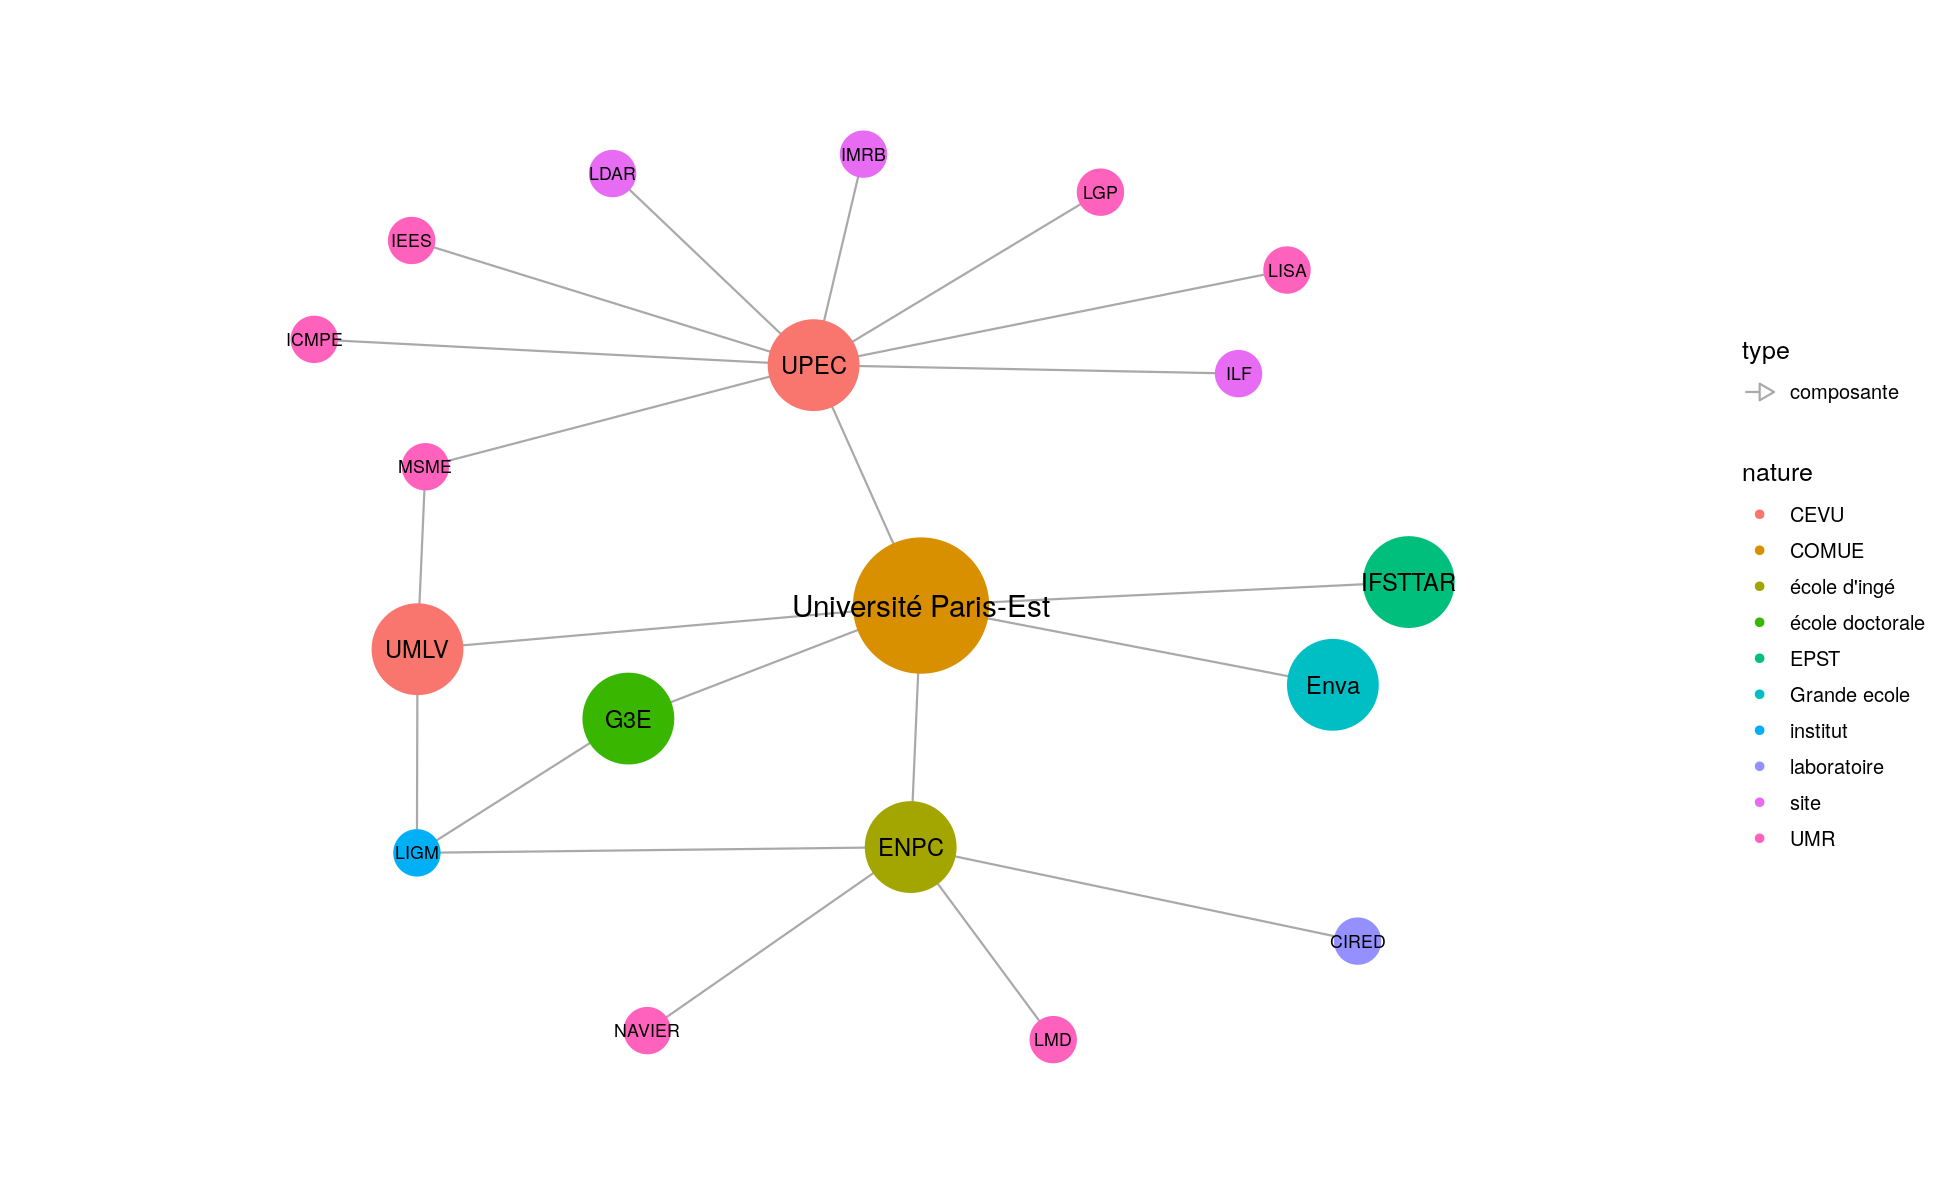 IMRB
LDAR
LGP
IEES
LISA
ICMPE
UPEC
ILF
MSME
IFSTTAR
Université Paris-Est
UMLV
Enva
G3E
ENPC
LIGM
CIRED
NAVIER
LMD
type
composante
nature
CEVU
COMUE
école d'ingé
école doctorale
EPST
Grande ecole
institut
laboratoire
site
UMR